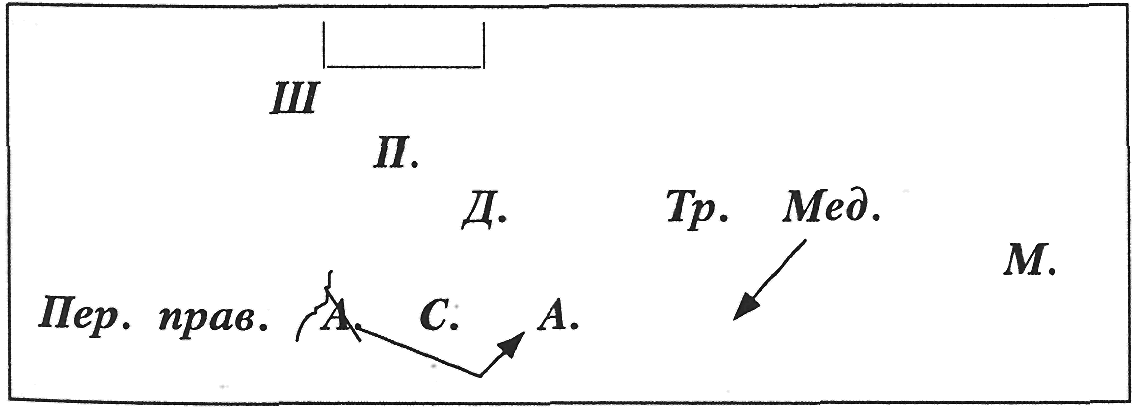 Ш
П.
Д. Тр. Мед.
М.
Пер. прав. А. С. А.